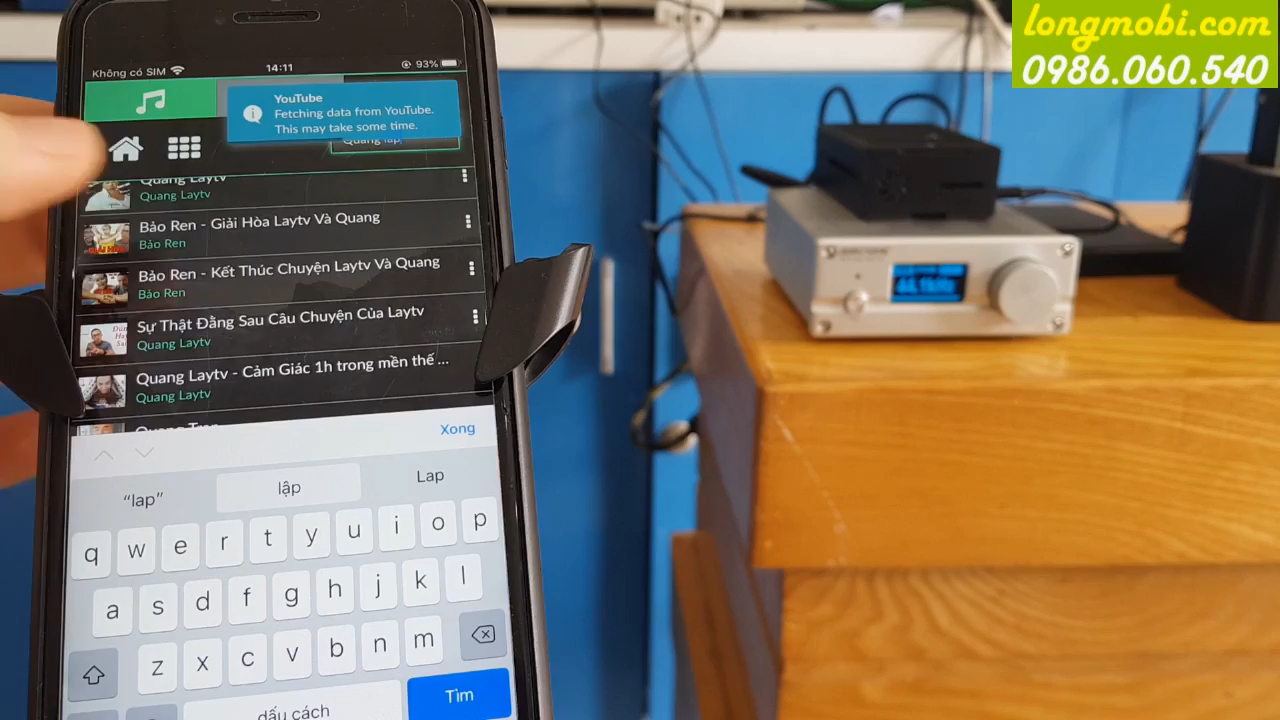 longmobi.com
0986.060.540
Không có SIM
14:11
93%
YouTube
Fetching data from YouTube.
This may take some time.
Quang lap
Quang Laytv
Quang Laytv
Bảo Ren - Giải Hòa Laytv Và Quang
Bảo Ren
Bảo Ren - Kết Thúc Chuyện Laytv Và Quang
Bảo Ren
Sự Thật Đằng Sau Câu Chuyện Của Laytv
Quang Laytv
Quang Laytv - Cảm Giác 1h trong mền thế ...
Quang Laytv
Xong
“lap”
lập
Lap
q w e r t y u i o p
a s d f g h j k l
z x c v b n m
dấu cách
Tìm
44.1kHz